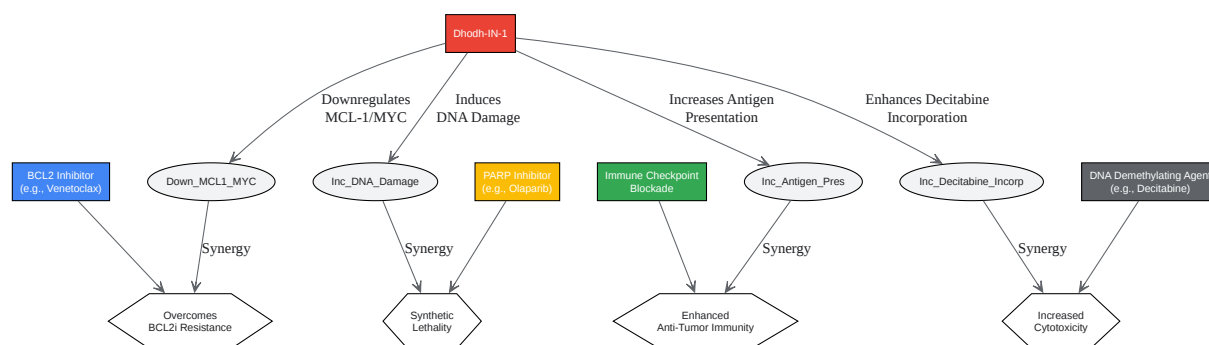 Dhodh-IN-1
Downregulates
MCL-1/MYC
Induces
DNA Damage
Increases Antigen
Presentation
Enhances Decitabine
Incorporation
BCL2 Inhibitor
(e.g., Venetoclax)
Down_MCL1_MYC
Inc_DNA_Damage
PARP Inhibitor
(e.g., Olaparib)
Immune Checkpoint
Blockade
Inc_Antigen_Pres
Inc_Decitabine_Incorp
DNA Demethylating Agent
(e.g., Decitabine)
Synergy
Synergy
Synergy
Synergy
Overcomes
BCL2i Resistance
Synthetic
Lethality
Enhanced
Anti-Tumor Immunity
Increased
Cytotoxicity